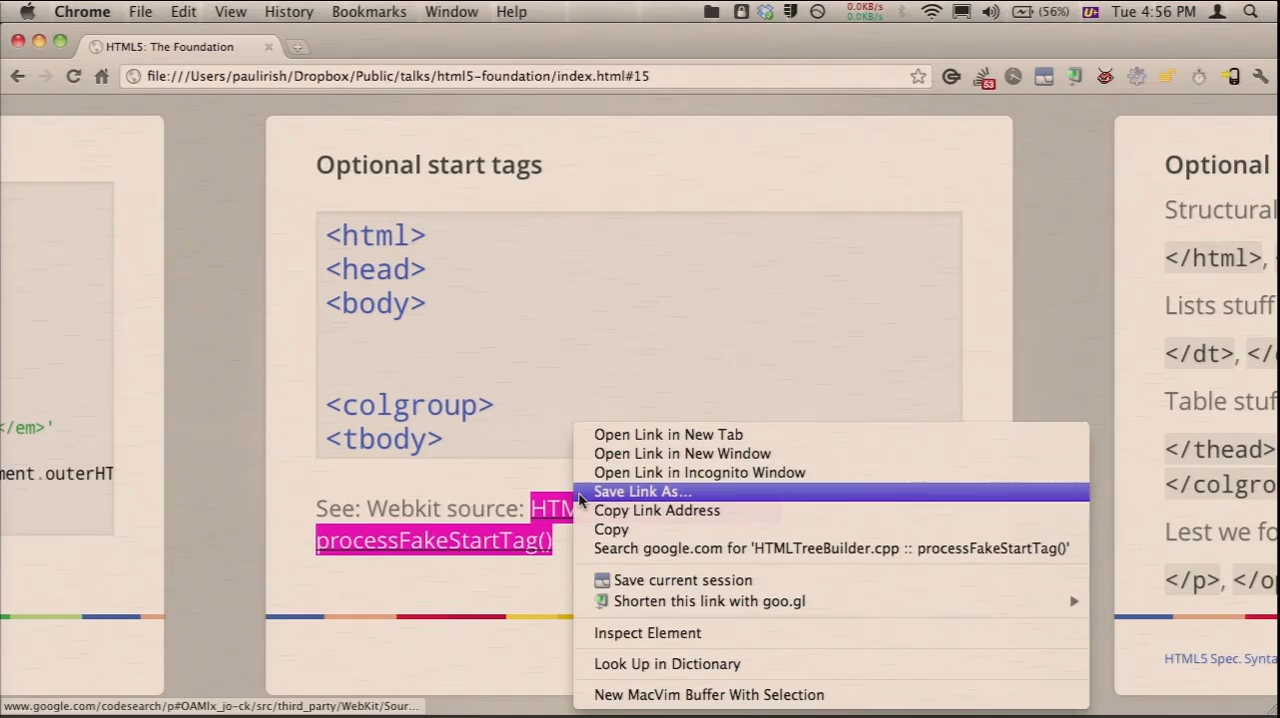 Chrome File Edit View History Bookmarks Window Help 0.0KB/s 0.0KB/s (56%) Tue 4:56 PM
HTML5: The Foundation
file:///Users/paulirish/Dropbox/Public/talks/html5-foundation/index.html#15 53
</em>'
ment.outerHT
Optional start tags
<html>
<head>
<body>
<colgroup>
<tbody>
See: Webkit source: HTM
processFakeStartTag()
Open Link in New Tab
Open Link in New Window
Open Link in Incognito Window
Save Link As...
Copy Link Address
Copy
Search google.com for 'HTMLTreeBuilder.cpp :: processFakeStartTag()'
Save current session
Shorten this link with goo.gl
Inspect Element
Look Up in Dictionary
New MacVim Buffer With Selection
Optional
Structural
</html>,
Lists stuff
</dt>, </
Table stuf
</thead>
</colgro
Lest we fo
</p>, </o
HTML5 Spec. Synta
www.google.com/codesearch/p#OAMlx_jo-ck/src/third_party/WebKit/Sour...